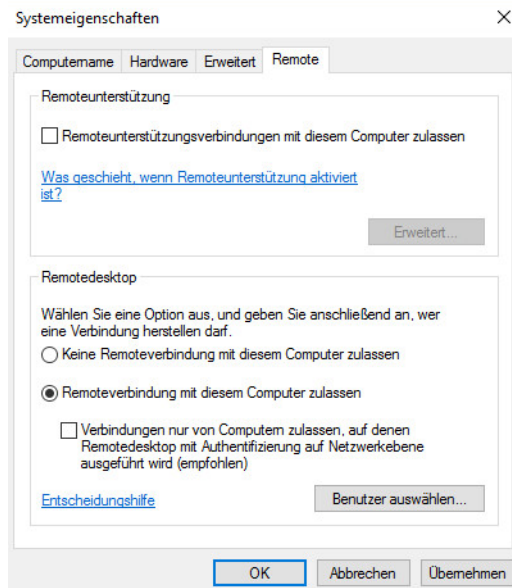 Systemeigenschaften
Computername Hardware Erweitert Remote
Remoteunterstützung
Remoteunterstützungsverbindungen mit diesem Computer zulassen
Was geschieht, wenn Remoteunterstützung aktiviert
ist?
Erweitert...
Remotedesktop
Wählen Sie eine Option aus, und geben Sie anschließend an, wer
eine Verbindung herstellen darf.
Keine Remoteverbindung mit diesem Computer zulassen
Remoteverbindung mit diesem Computer zulassen
Verbindungen nur von Computern zulassen, auf denen
Remotedesktop mit Authentifizierung auf Netzwerkebene
ausgeführt wird (empfohlen)
Entscheidungshilfe Benutzer auswählen...
OK Abbrechen Übernehmen